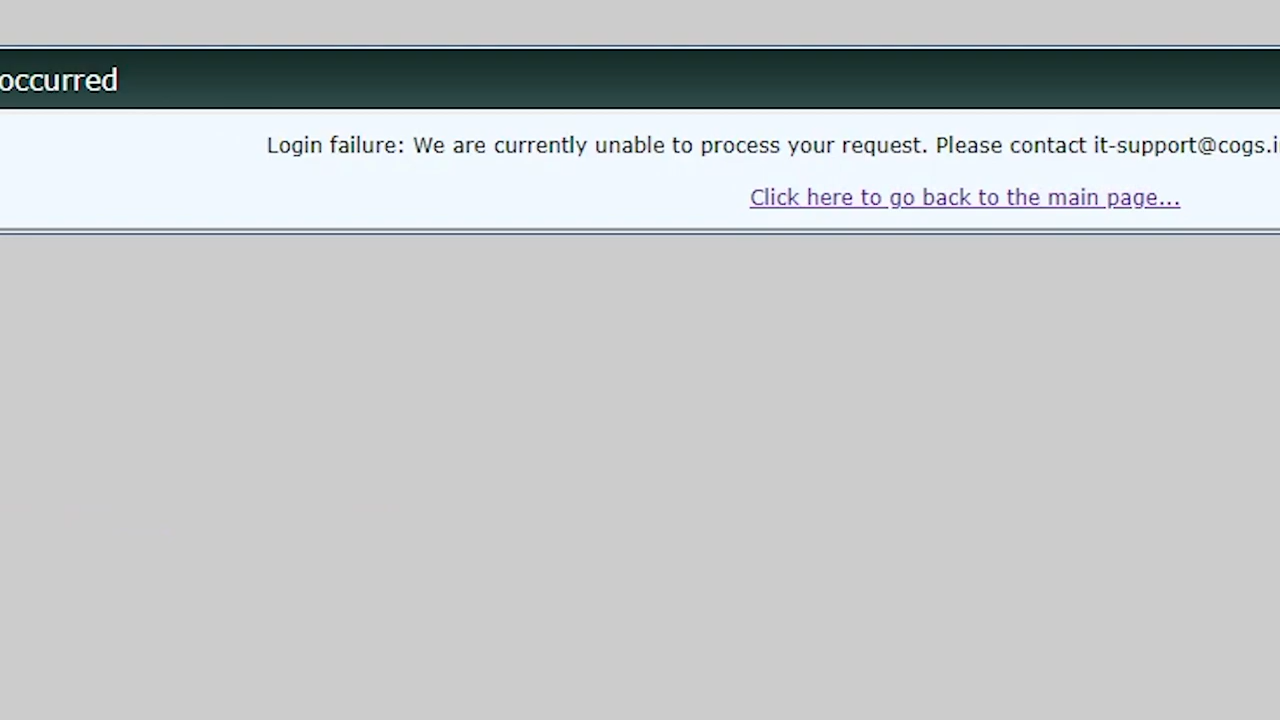 occurred
Login failure: We are currently unable to process your request. Please contact it-support@cogs.i
Click here to go back to the main page...